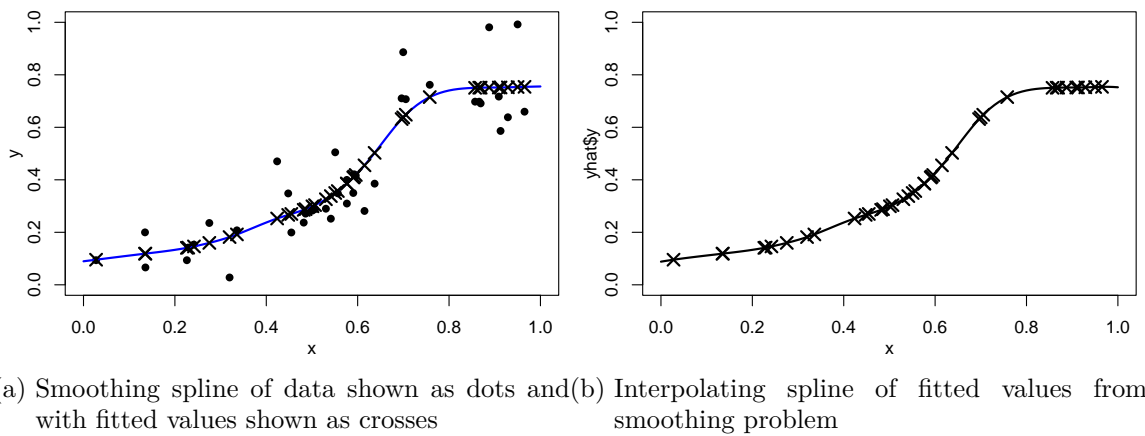 1.0
0.8
0.6
0.4
0.2
0.0
y
0.0 0.2 0.4 0.6 0.8 1.0
x
1.0
0.8
0.6
0.4
0.2
0.0
yhat$y
0.0 0.2 0.4 0.6 0.8 1.0
x
a) Smoothing spline of data shown as dots and
with fitted values shown as crosses
(b) Interpolating spline of fitted values from
smoothing problem